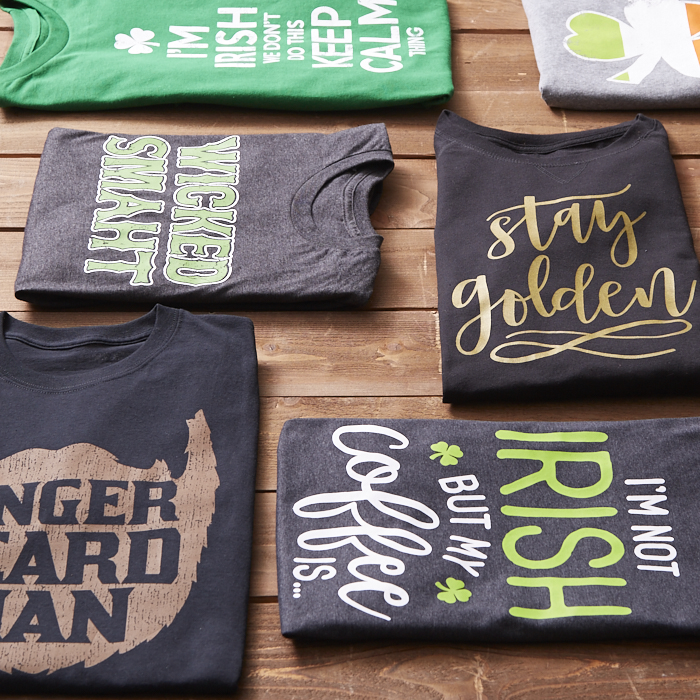 I'M
IRISH
WE DON'T
DO THIS
KEEP
CALM
THING
WICKED
SMAHT
stay
golden
NGER
EARD
MAN
I'M NOT
IRISH
BUT MY
coffee
IS...